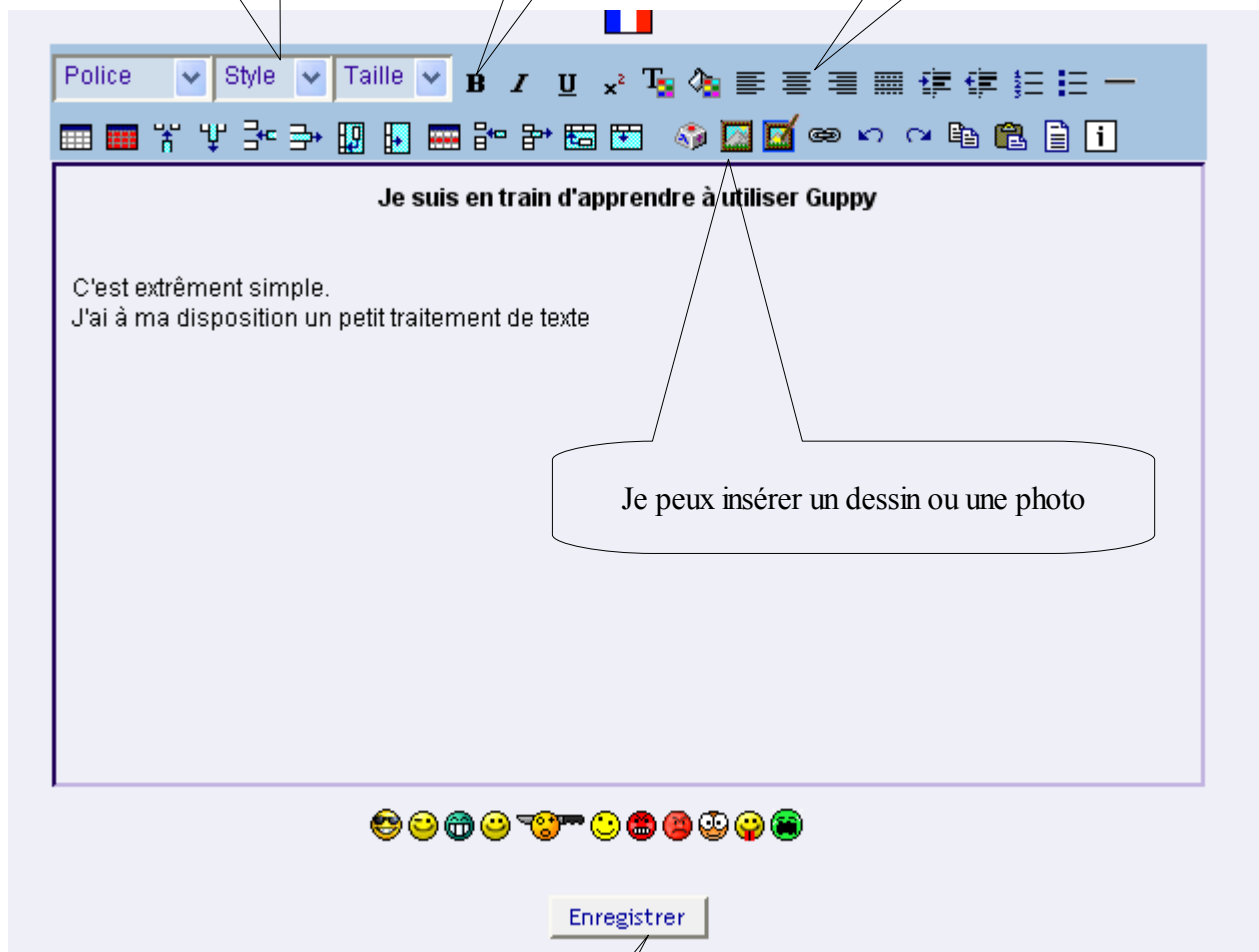 Police Style Taille B I U x²
Je suis en train d'apprendre à utiliser Guppy
C'est extrêment simple.
J'ai à ma disposition un petit traitement de texte
Je peux insérer un dessin ou une photo
Enregistrer